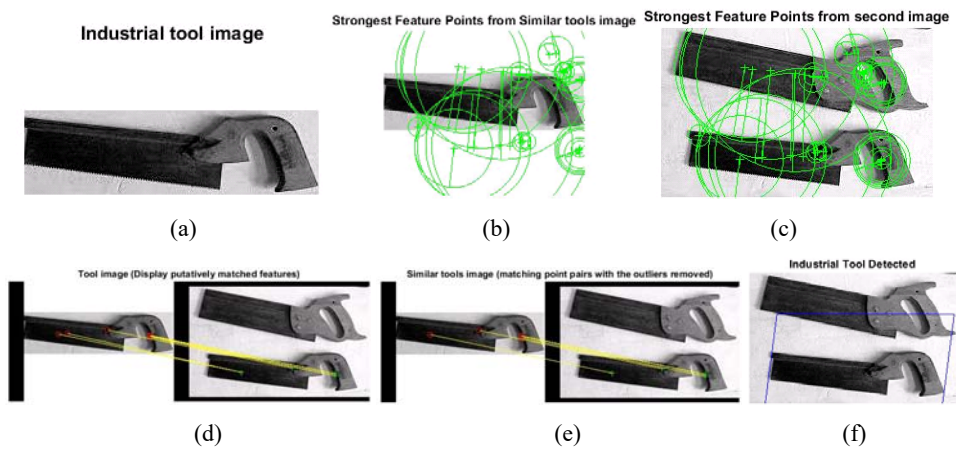 Industrial tool image
Strongest Feature Points from Similar tools image
Strongest Feature Points from second image
(a)
(b)
(c)
Tool image (Display putatively matched features)
Similar tools image (matching point pairs with the outliers removed)
Industrial Tool Detected
(d)
(e)
(f)